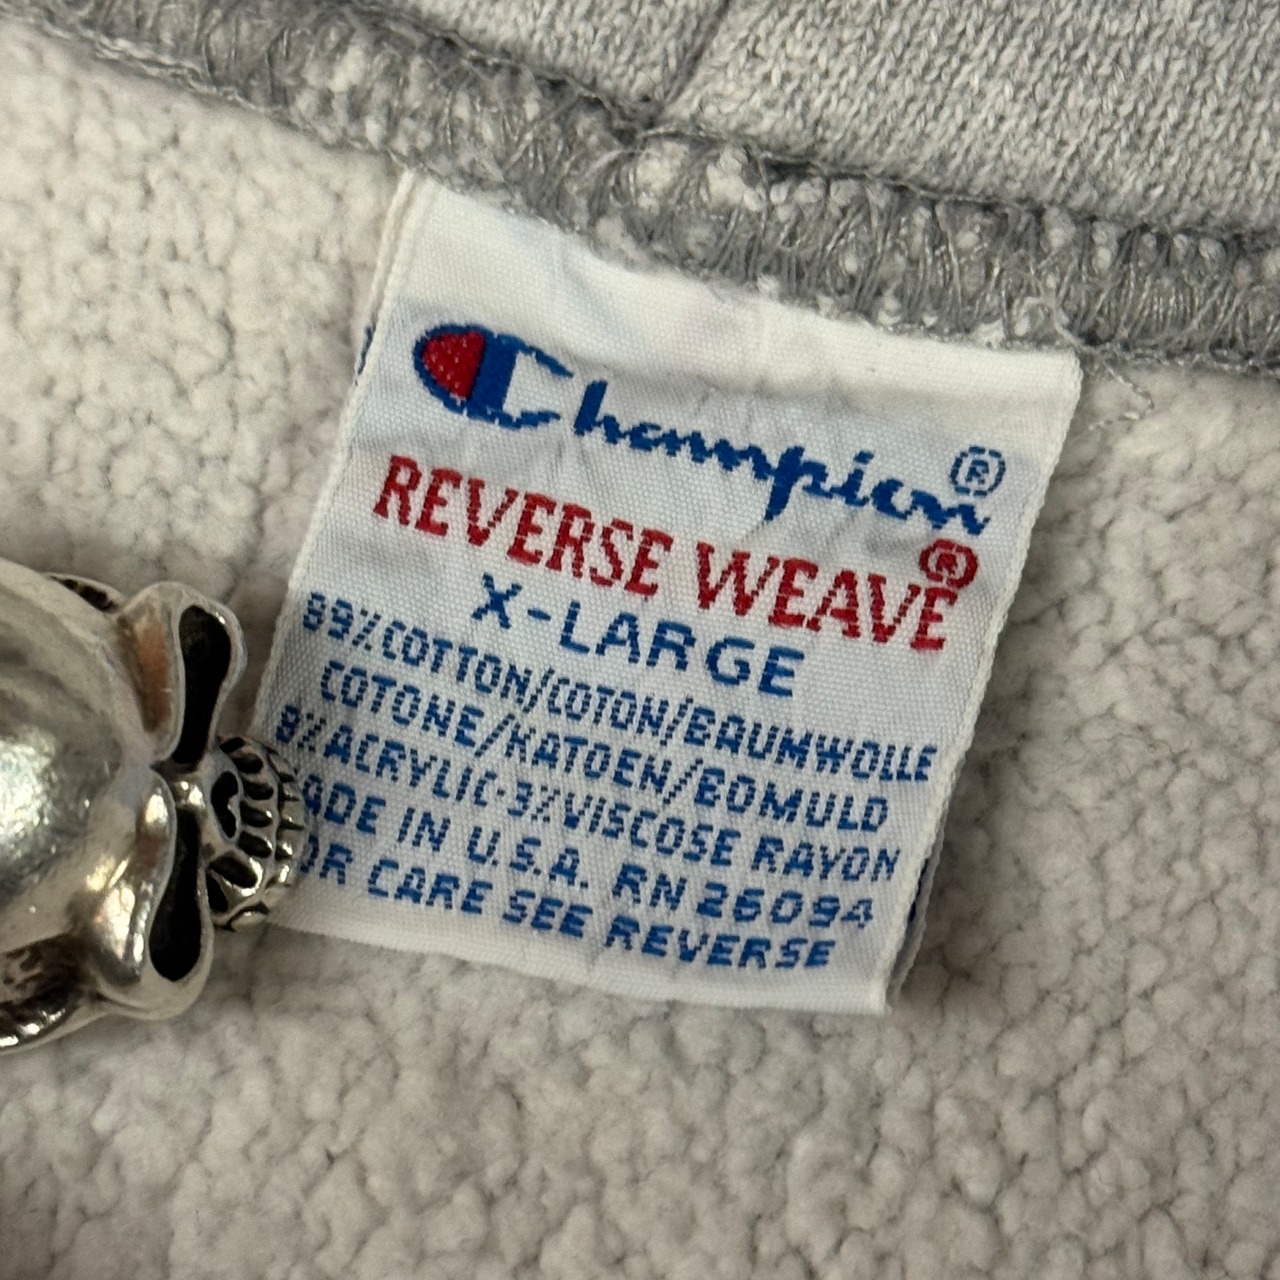 Champion®
REVERSE WEAVE®
X-LARGE
89% COTTON/COTON/BAUMWOLLE
COTONE/KATOEN/BOMULD
8% ACRYLIC·3% VISCOSE RAYON
ADE IN U.S.A. RN 26094
OR CARE SEE REVERSE